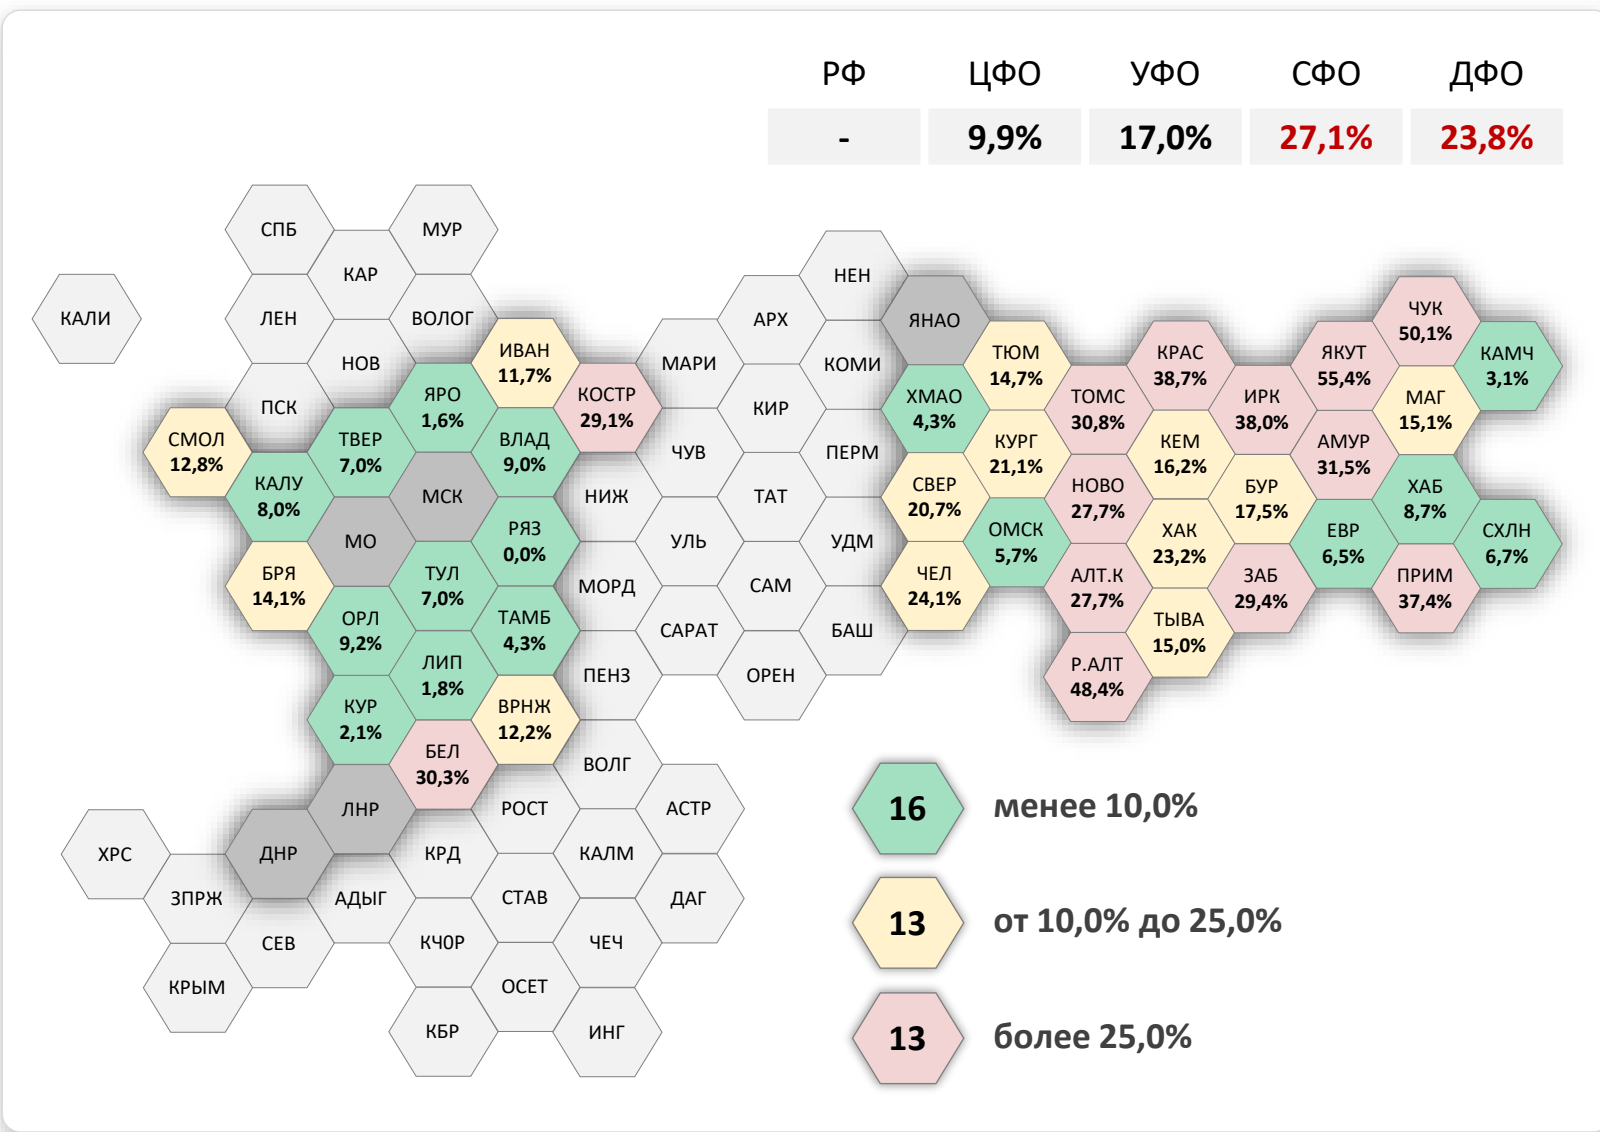 РФ ЦФО УФО СФО ДФО
- 9,9% 17,0% 27,1% 23,8%
СПБ
МУР
КАР
НЕН
КАЛИ
ЛЕН
ВОЛОГ
АРХ
ЯНАО
ЧУК
50,1%
ИВАН
11,7%
НОВ
МАРИ
КОМИ
ТЮМ
14,7%
КРАС
38,7%
ЯКУТ
55,4%
КАМЧ
3,1%
ЯРО
1,6%
КОСТР
29,1%
ПСК
КИР
ХМАО
4,3%
ТОМС
30,8%
ИРК
38,0%
МАГ
15,1%
СМОЛ
12,8%
ТВЕР
7,0%
ВЛАД
9,0%
ЧУВ
ПЕРМ
КУРГ
21,1%
КЕМ
16,2%
АМУР
31,5%
КАЛУ
8,0%
МСК
НИЖ
ТАТ
СВЕР
20,7%
НОВО
27,7%
БУР
17,5%
ХАБ
8,7%
МО
РЯЗ
0,0%
УЛЬ
УДМ
ОМСК
5,7%
ХАК
23,2%
ЕВР
6,5%
СХЛН
6,7%
БРЯ
14,1%
ТУЛ
7,0%
МОРД
САМ
ЧЕЛ
24,1%
АЛТ.К
27,7%
ЗАБ
29,4%
ПРИМ
37,4%
ОРЛ
9,2%
ТАМБ
4,3%
САРАТ
БАШ
ТЫВА
15,0%
ЛИП
1,8%
ПЕНЗ
ОРЕН
Р.АЛТ
48,4%
КУР
2,1%
ВРНЖ
12,2%
БЕЛ
30,3%
ВОЛГ
ЛНР
РОСТ
АСТР
16 менее 10,0%
ХРС
ДНР
КРД
КАЛМ
ЗПРЖ
АДЫГ
СТАВ
ДАГ
13 от 10,0% до 25,0%
СЕВ
КЧОР
ЧЕЧ
КРЫМ
ОСЕТ
КБР
ИНГ
13 более 25,0%